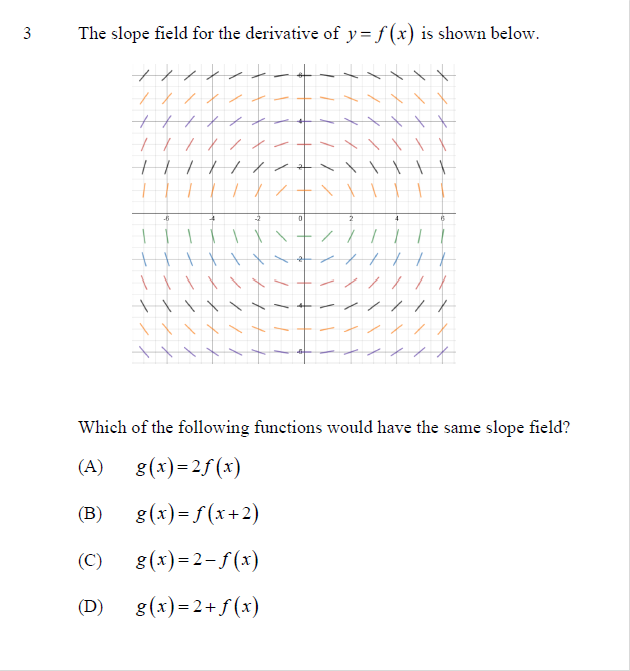 3 The slope field for the derivative of y = f(x) is shown below.
6
4
2
-6 -4 -2 0 2 4 6
-2
-4
-6
Which of the following functions would have the same slope field?
(A) g(x) = 2f(x)
(B) g(x) = f(x+2)
(C) g(x) = 2 − f(x)
(D) g(x) = 2 + f(x)